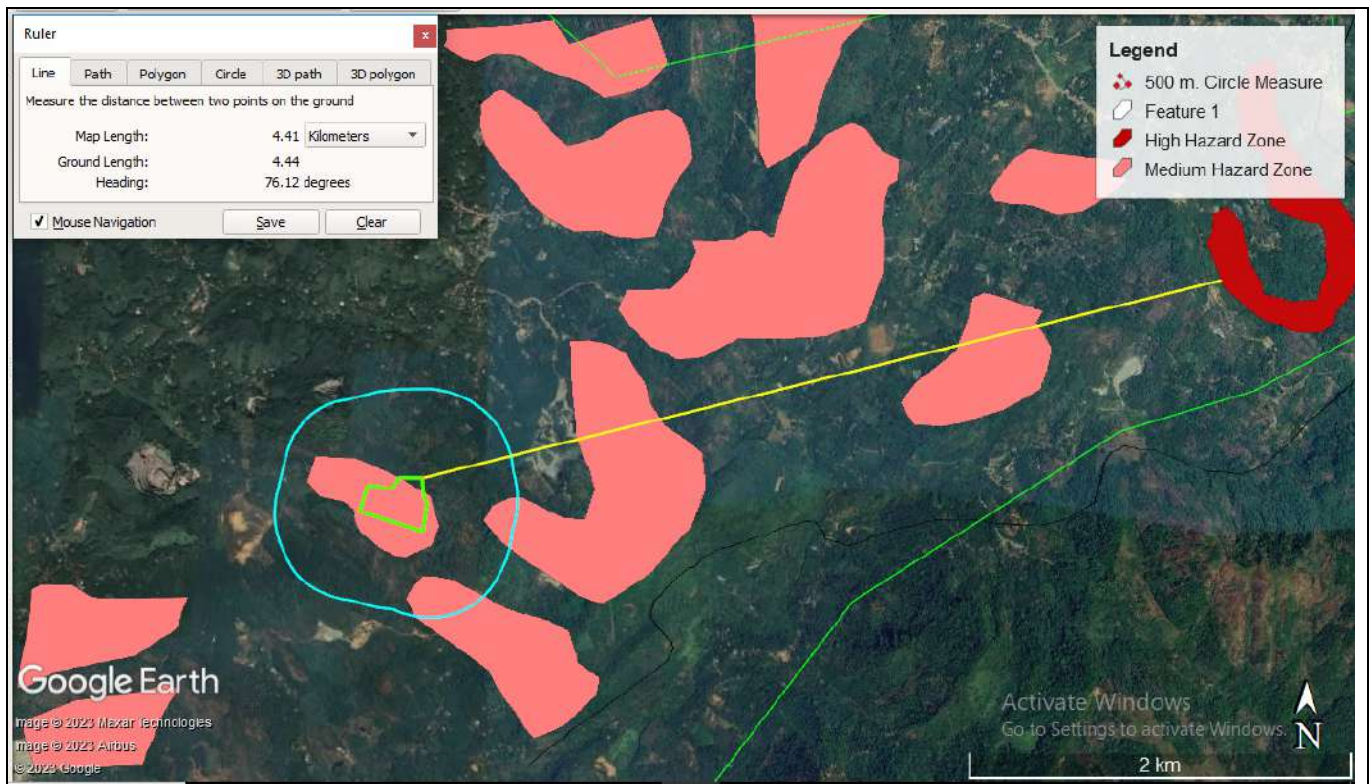 Ruler
x
Line Path Polygon Circle 3D path 3D polygon
Measure the distance between two points on the ground
Map Length: 4.41 Kilometers
Ground Length: 4.44
Heading: 76.12 degrees
Mouse Navigation Save Clear
Legend
500 m. Circle Measure
Feature 1
High Hazard Zone
Medium Hazard Zone
Google Earth
Image © 2023 Maxar Technologies
Image © 2023 Airbus
© 2023 Google
Activate Windows
Go to Settings to activate Windows.
N
2 km